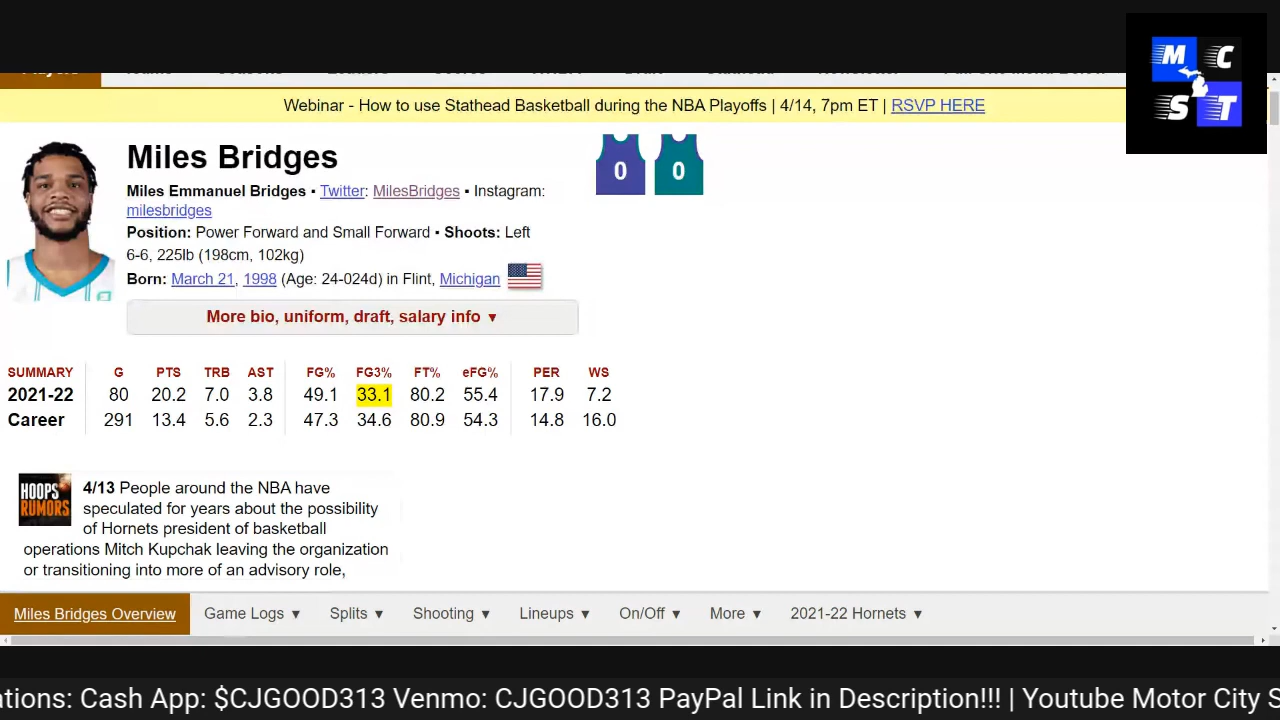 Webinar - How to use Stathead Basketball during the NBA Playoffs | 4/14, 7pm ET | RSVP HERE
M C
S T
Miles Bridges
0 0
Miles Emmanuel Bridges ▪ Twitter: MilesBridges ▪ Instagram:
milesbridges
Position: Power Forward and Small Forward ▪ Shoots: Left
6-6, 225lb (198cm, 102kg)
Born: March 21, 1998 (Age: 24-024d) in Flint, Michigan
More bio, uniform, draft, salary info ▼
SUMMARY G PTS TRB AST FG% FG3% FT% eFG% PER WS
2021-22 80 20.2 7.0 3.8 49.1 33.1 80.2 55.4 17.9 7.2
Career 291 13.4 5.6 2.3 47.3 34.6 80.9 54.3 14.8 16.0
HOOPS
RUMORS
4/13 People around the NBA have
speculated for years about the possibility
of Hornets president of basketball
operations Mitch Kupchak leaving the organization
or transitioning into more of an advisory role,
Miles Bridges Overview Game Logs ▼ Splits ▼ Shooting ▼ Lineups ▼ On/Off ▼ More ▼ 2021-22 Hornets ▼
ations: Cash App: $CJGOOD313 Venmo: CJGOOD313 PayPal Link in Description!!! | Youtube Motor City S